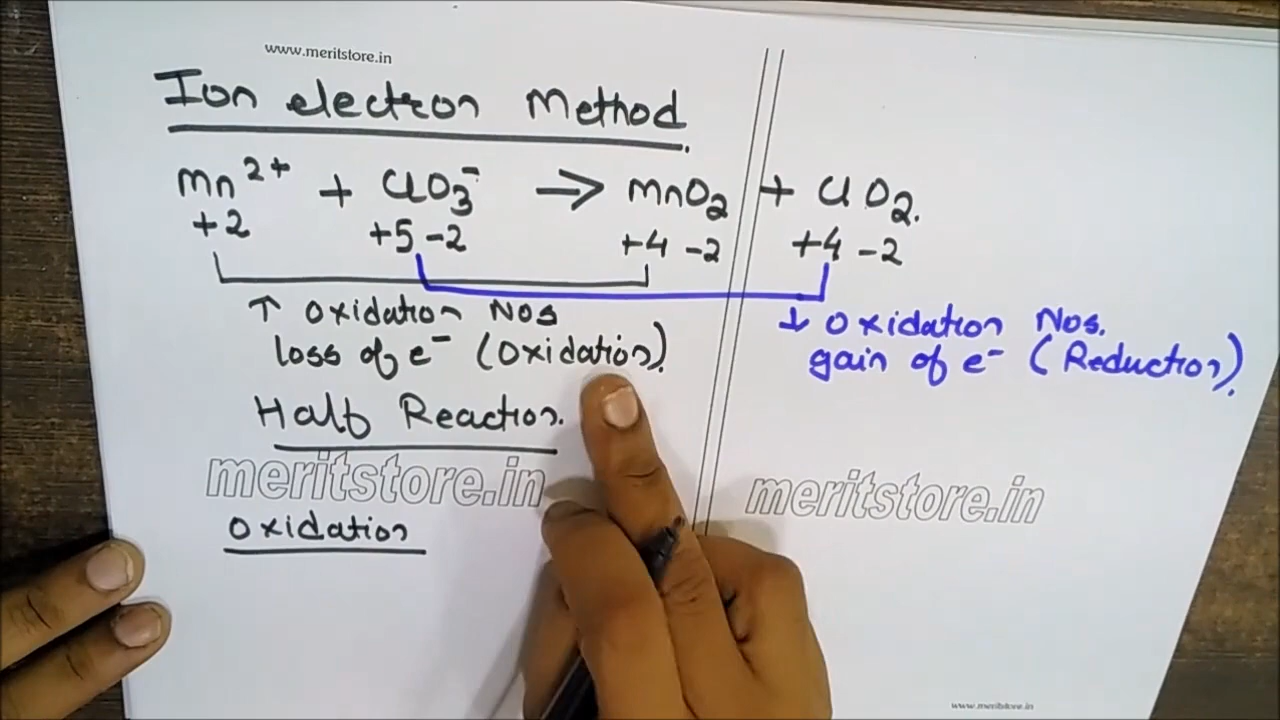 www.meritstore.in
Ion electron Method.
Mn²⁺ + ClO₃⁻ → MnO₂ + ClO₂.
+2 +5 -2 +4 -2 +4 -2
↑ Oxidation Nos
loss of e⁻ (Oxidation).
↓ Oxidation Nos.
gain of e⁻ (Reduction).
Half Reaction.
meritstore.in meritstore.in
Oxidation
www.meritstore.in